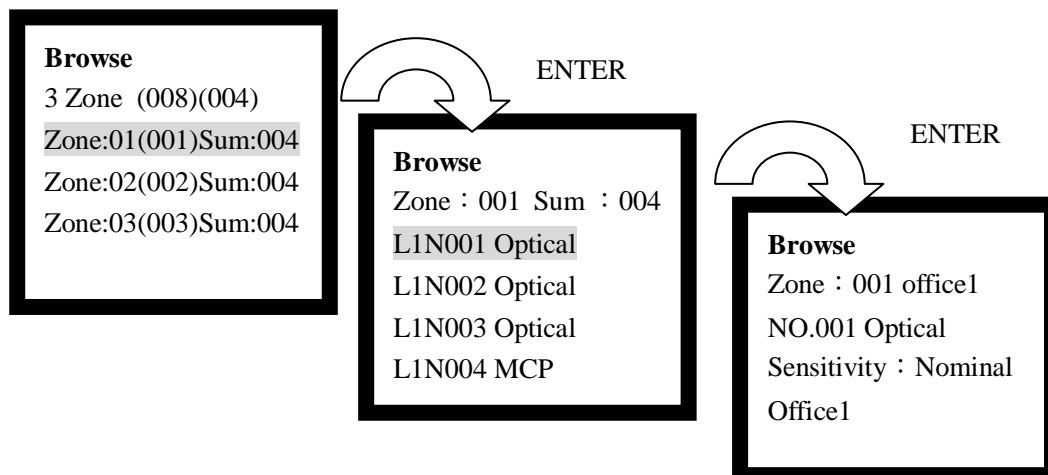 Browse
3 Zone (008)(004)
Zone:01(001)Sum:004
Zone:02(002)Sum:004
Zone:03(003)Sum:004
ENTER
Browse
Zone：001 Sum ：004
L1N001 Optical
L1N002 Optical
L1N003 Optical
L1N004 MCP
ENTER
Browse
Zone：001 office1
NO.001 Optical
Sensitivity：Nominal
Office1